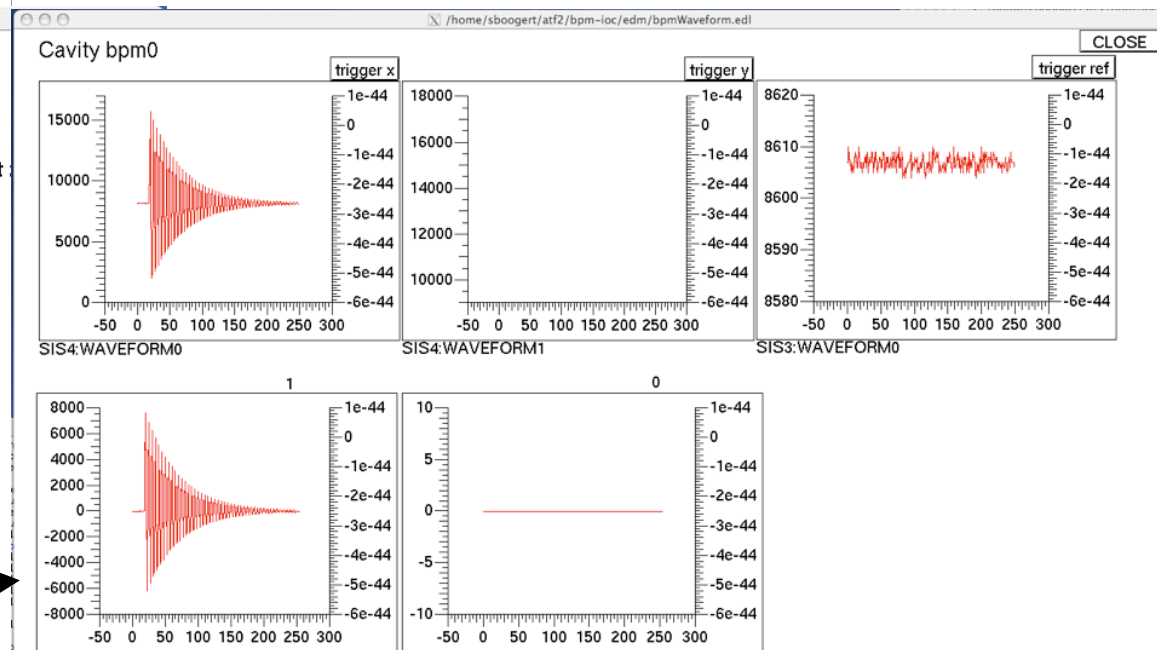 /home/sboogert/atf2/bpm-ioc/edm/bpmWaveform.edl
Cavity bpm0
CLOSE
trigger x
trigger y
trigger ref
15000
10000
5000
0
1e-44
0
-1e-44
-2e-44
-3e-44
-4e-44
-5e-44
-6e-44
-50 0 50 100 150 200 250 300
SIS4:WAVEFORM0
18000
16000
14000
12000
10000
1e-44
0
-1e-44
-2e-44
-3e-44
-4e-44
-5e-44
-6e-44
-50 0 50 100 150 200 250 300
SIS4:WAVEFORM1
8620
8610
8600
8590
8580
1e-44
0
-1e-44
-2e-44
-3e-44
-4e-44
-5e-44
-6e-44
-50 0 50 100 150 200 250 300
SIS3:WAVEFORM0
1
8000
6000
4000
2000
0
-2000
-4000
-6000
-8000
1e-44
0
-1e-44
-2e-44
-3e-44
-4e-44
-5e-44
-6e-44
-50 0 50 100 150 200 250 300
0
10
5
0
-5
-10
1e-44
0
-1e-44
-2e-44
-3e-44
-4e-44
-5e-44
-6e-44
-50 0 50 100 150 200 250 300